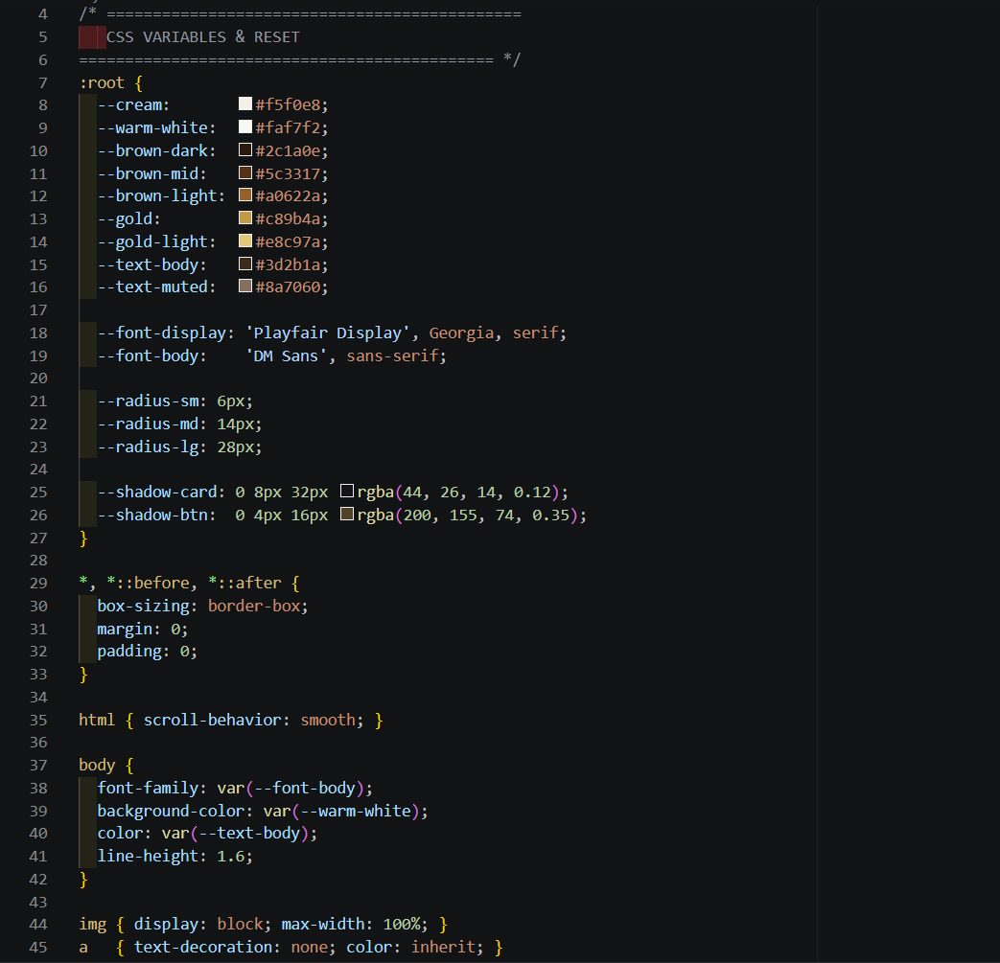 4 /* =============================================
5    CSS VARIABLES & RESET
6 ============================================= */
7 :root {
8   --cream:       #f5f0e8;
9   --warm-white:  #faf7f2;
10   --brown-dark:  #2c1a0e;
11   --brown-mid:   #5c3317;
12   --brown-light: #a0622a;
13   --gold:        #c89b4a;
14   --gold-light:  #e8c97a;
15   --text-body:   #3d2b1a;
16   --text-muted:  #8a7060;
17
18   --font-display: 'Playfair Display', Georgia, serif;
19   --font-body:    'DM Sans', sans-serif;
20
21   --radius-sm: 6px;
22   --radius-md: 14px;
23   --radius-lg: 28px;
24
25   --shadow-card: 0 8px 32px rgba(44, 26, 14, 0.12);
26   --shadow-btn:  0 4px 16px rgba(200, 155, 74, 0.35);
27 }
28
29 *, *::before, *::after {
30   box-sizing: border-box;
31   margin: 0;
32   padding: 0;
33 }
34
35 html { scroll-behavior: smooth; }
36
37 body {
38   font-family: var(--font-body);
39   background-color: var(--warm-white);
40   color: var(--text-body);
41   line-height: 1.6;
42 }
43
44 img { display: block; max-width: 100%; }
45 a   { text-decoration: none; color: inherit; }